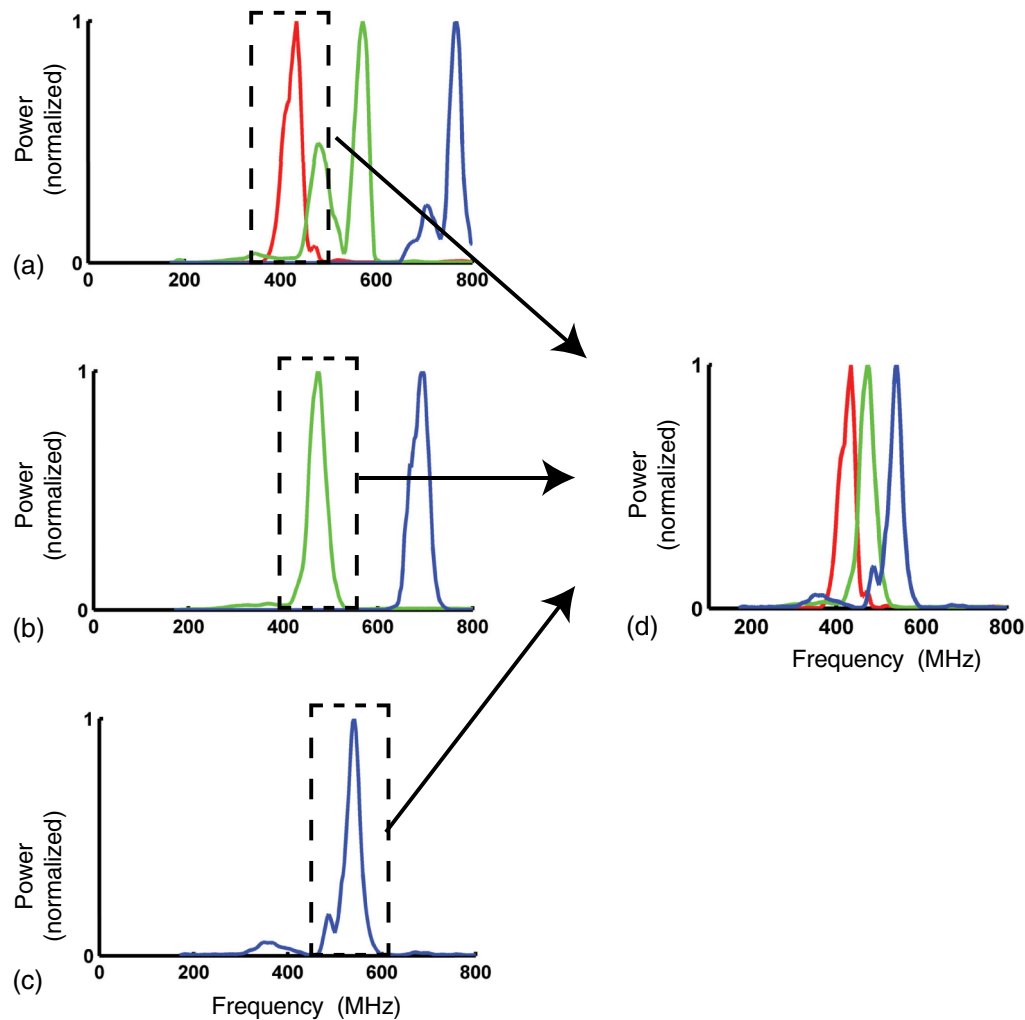 1
Power
(normalized)
(a)
0
0 200 400 600 800
1
Power
(normalized)
(b)
0
0 200 400 600 800
1
Power
(normalized)
(c)
0
0 200 400 600 800
Frequency (MHz)
1
Power
(normalized)
(d)
0
200 400 600 800
Frequency (MHz)